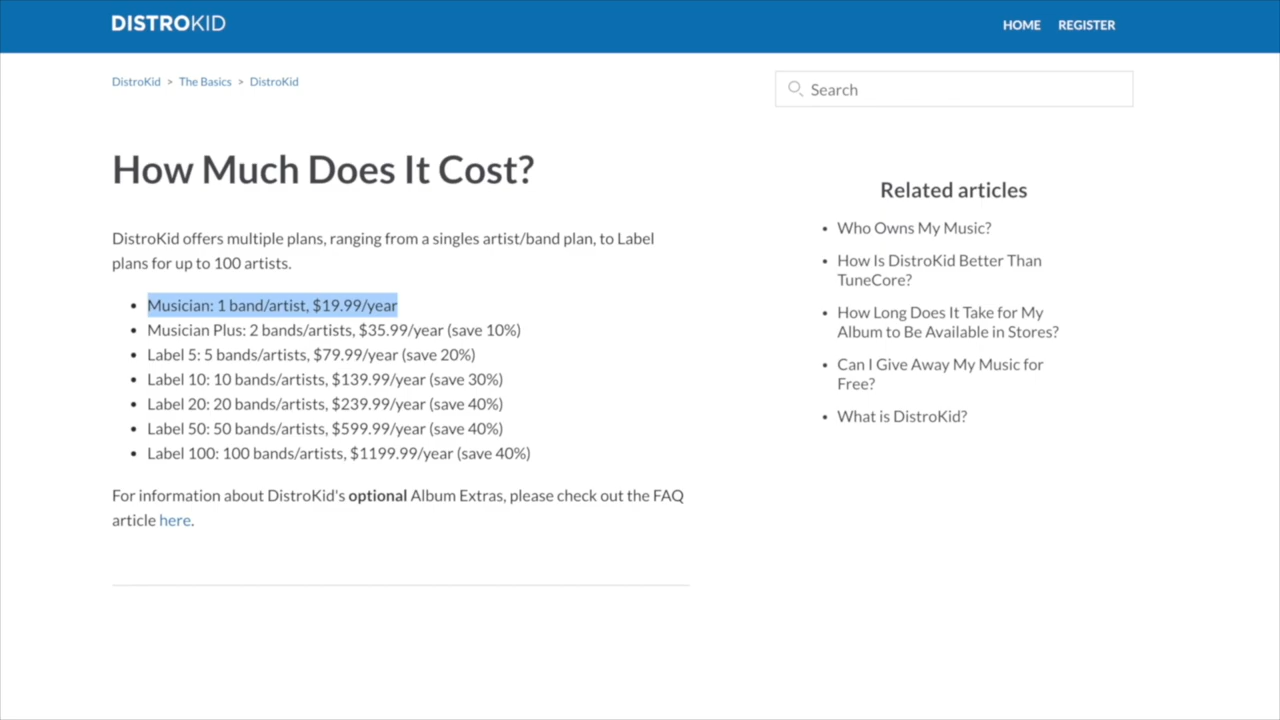 DISTROKID
HOME REGISTER
DistroKid > The Basics > DistroKid
Search
How Much Does It Cost?
DistroKid offers multiple plans, ranging from a singles artist/band plan, to Label
plans for up to 100 artists.
• Musician: 1 band/artist, $19.99/year
• Musician Plus: 2 bands/artists, $35.99/year (save 10%)
• Label 5: 5 bands/artists, $79.99/year (save 20%)
• Label 10: 10 bands/artists, $139.99/year (save 30%)
• Label 20: 20 bands/artists, $239.99/year (save 40%)
• Label 50: 50 bands/artists, $599.99/year (save 40%)
• Label 100: 100 bands/artists, $1199.99/year (save 40%)
For information about DistroKid's optional Album Extras, please check out the FAQ
article here.
Related articles
• Who Owns My Music?
• How Is DistroKid Better Than
TuneCore?
• How Long Does It Take for My
Album to Be Available in Stores?
• Can I Give Away My Music for
Free?
• What is DistroKid?